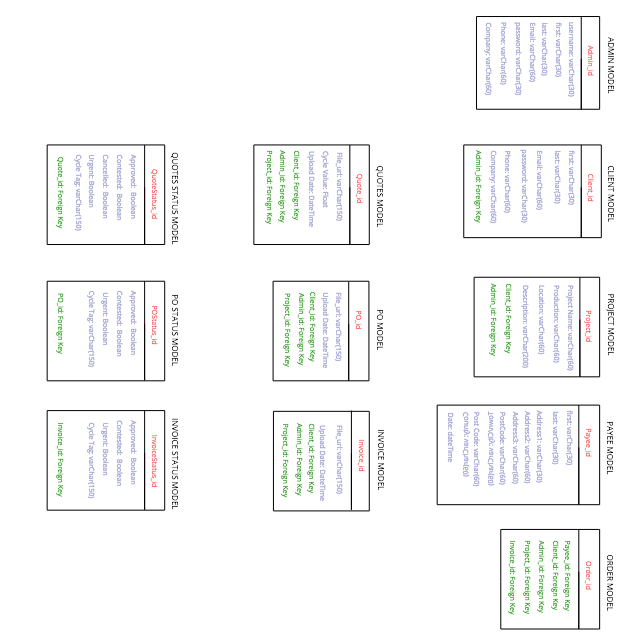 ADMIN MODEL
Admin_id
username: varChar(30)
first: varChar(30)
last: varChar(30)
Email: varChar(60)
password: varChar(30)
Phone: varChar(60)
Company: varChar(60)
CLIENT MODEL
Client_id
first: varChar(30)
last: varChar(30)
Email: varChar(60)
password: varChar(30)
Phone: varChar(60)
Company: varChar(60)
Admin_id: Foreign Key
PROJECT MODEL
Project_id
Project Name: varChar(60)
Production: varChar(60)
Location: varChar(60)
Description: varChar(200)
Client_id: Foreign Key
Admin_id: Foreign Key
PAYEE MODEL
Payee_id
first: varChar(30)
last: varChar(30)
Address1: varChar(30)
Address2: varChar(60)
Address3: varChar(60)
PostCode: varChar(60)
varChar(60)
Post Code: varChar(60)
varChar(60)
Date: dateTime
ORDER MODEL
Order_id
Payee_id: Foreign Key
Client_id: Foreign Key
Admin_id: Foreign Key
Project_id: Foreign Key
Invoice_id: Foreign Key
QUOTES MODEL
Quote_id
File_url: varChar(150)
Cycle Value: Float
Upload Date: DateTime
Client_id: Foreign Key
Admin_id: Foreign Key
Project_id: Foreign Key
PO MODEL
PO_id
File_url: varChar(150)
Upload Date: DateTime
Client_id: Foreign Key
Admin_id: Foreign Key
Project_id: Foreign Key
INVOICE MODEL
Invoice_id
File_url: varChar(150)
Upload Date: DateTime
Client_id: Foreign Key
Admin_id: Foreign Key
Project_id: Foreign Key
QUOTES STATUS MODEL
QuoteStatus_id
Approved: Boolean
Contested: Boolean
Cancelled: Boolean
Urgent: Boolean
Cycle Tag: varChar(150)
Quote_id: Foreign Key
PO STATUS MODEL
POStatus_id
Approved: Boolean
Contested: Boolean
Urgent: Boolean
Cycle Tag: varChar(150)
PO_id: Foreign Key
INVOICE STATUS MODEL
InvoiceStatus_id
Approved: Boolean
Contested: Boolean
Urgent: Boolean
Cycle Tag: varChar(150)
Invoice_id: Foreign Key